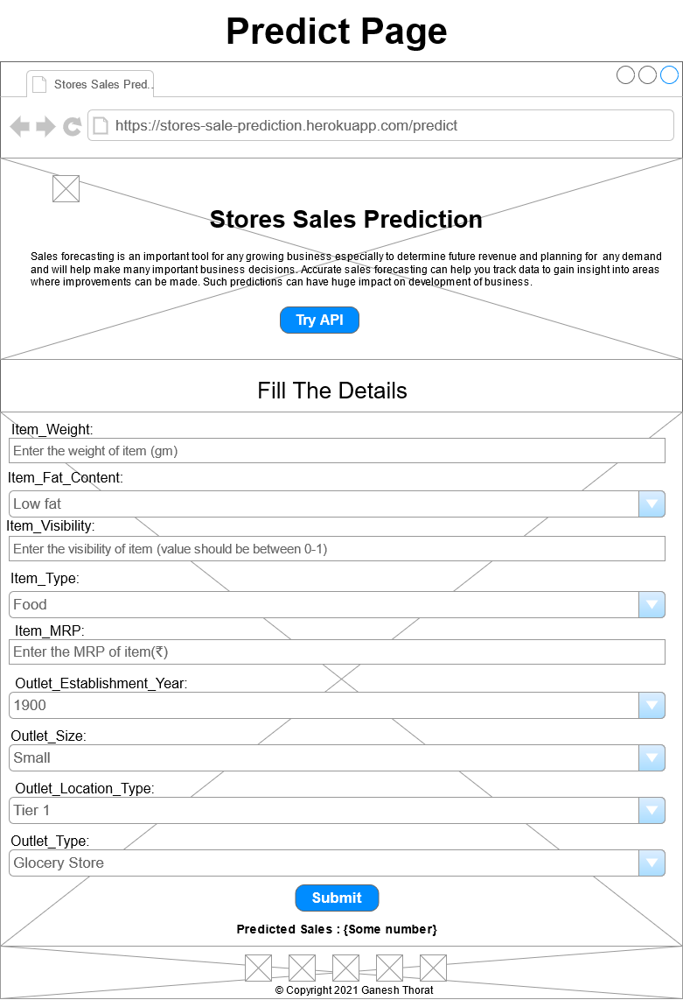 Predict Page
Stores Sales Pred..
https://stores-sale-prediction.herokuapp.com/predict
Stores Sales Prediction
Sales forecasting is an important tool for any growing business especially to determine future revenue and planning for any demand
and will help make many important business decisions. Accurate sales forecasting can help you track data to gain insight into areas
where improvements can be made. Such predictions can have huge impact on development of business.
Try API
Fill The Details
Item_Weight:
Enter the weight of item (gm)
Item_Fat_Content:
Low fat
Item_Visibility:
Enter the visibility of item (value should be between 0-1)
Item_Type:
Food
Item_MRP:
Enter the MRP of item(₹)
Outlet_Establishment_Year:
1900
Outlet_Size:
Small
Outlet_Location_Type:
Tier 1
Outlet_Type:
Glocery Store
Submit
Predicted Sales : {Some number}
© Copyright 2021 Ganesh Thorat